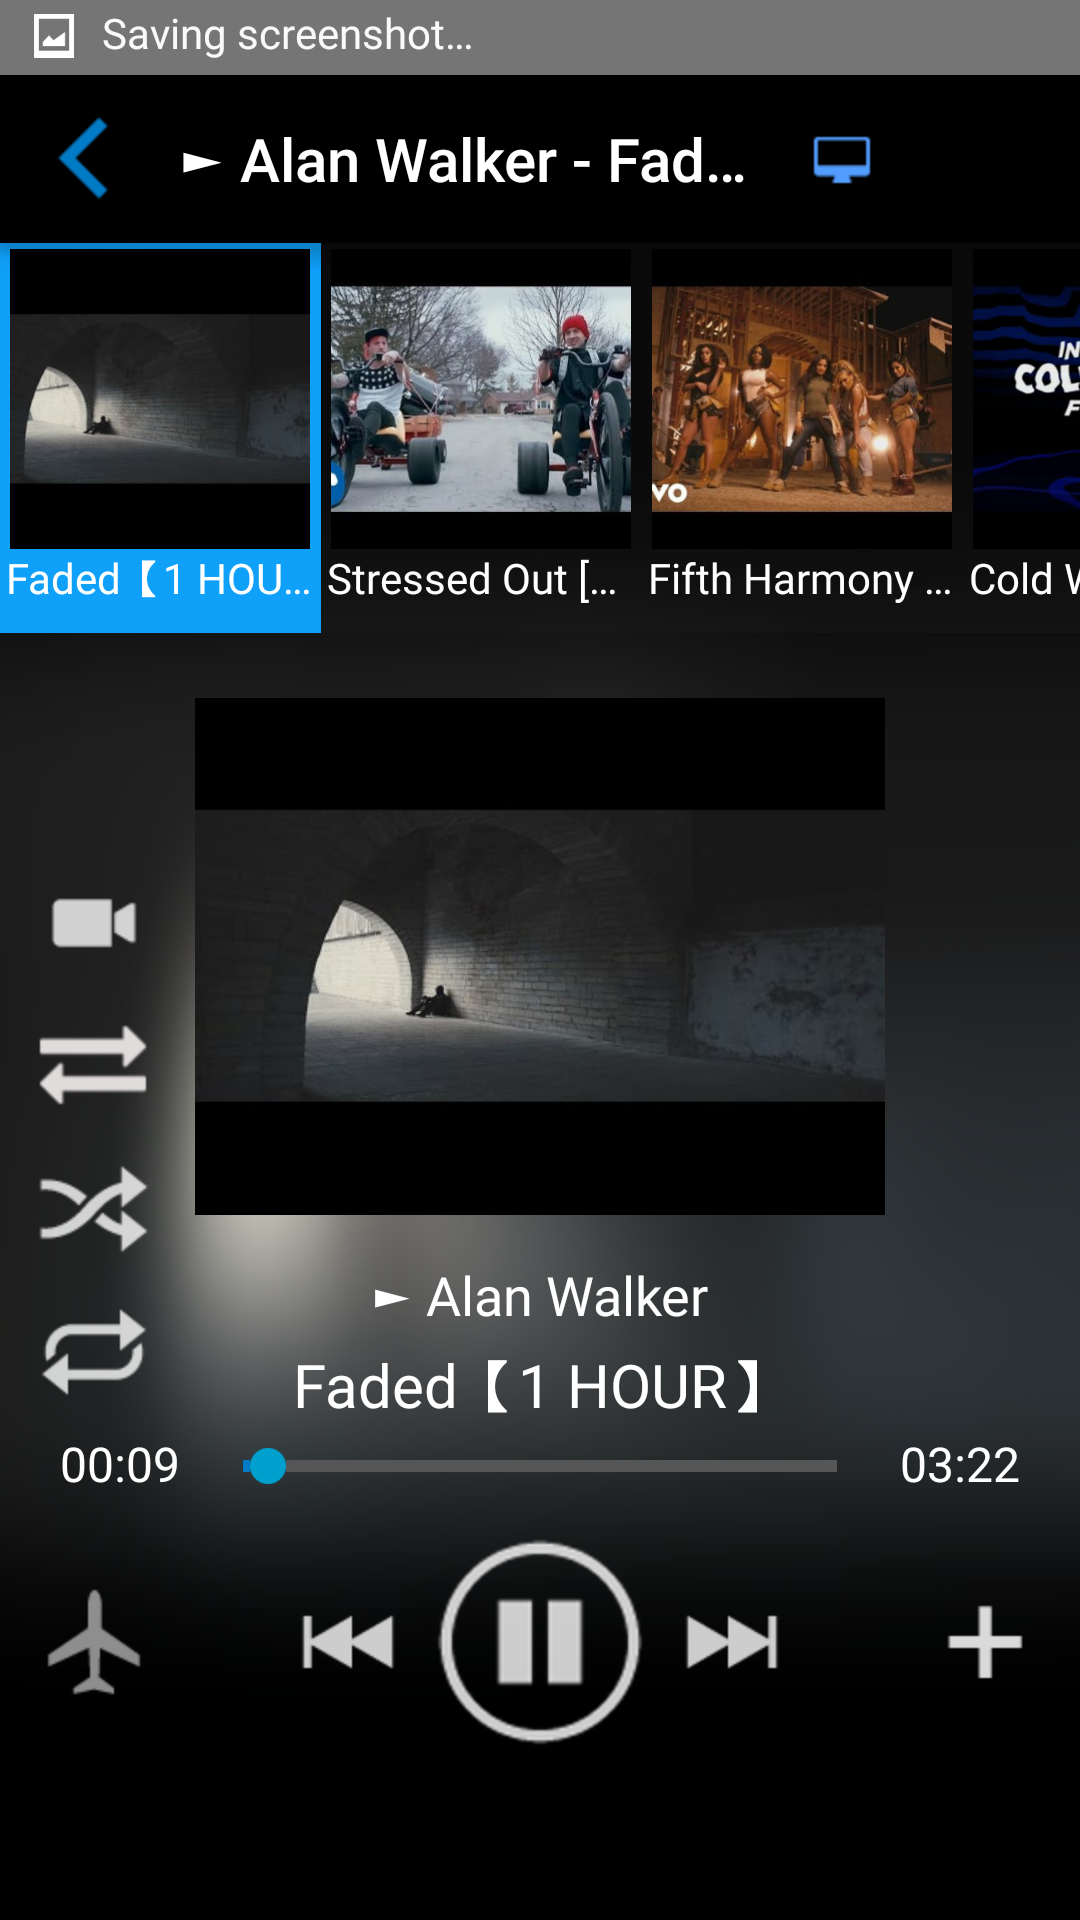 Saving screenshot...
► Alan Walker - Fad...
IN
COL
F
VO
Faded【1 HOU...
Stressed Out [...
Fifth Harmony ...
Cold W
► Alan Walker
Faded【1 HOUR】
00:09
03:22